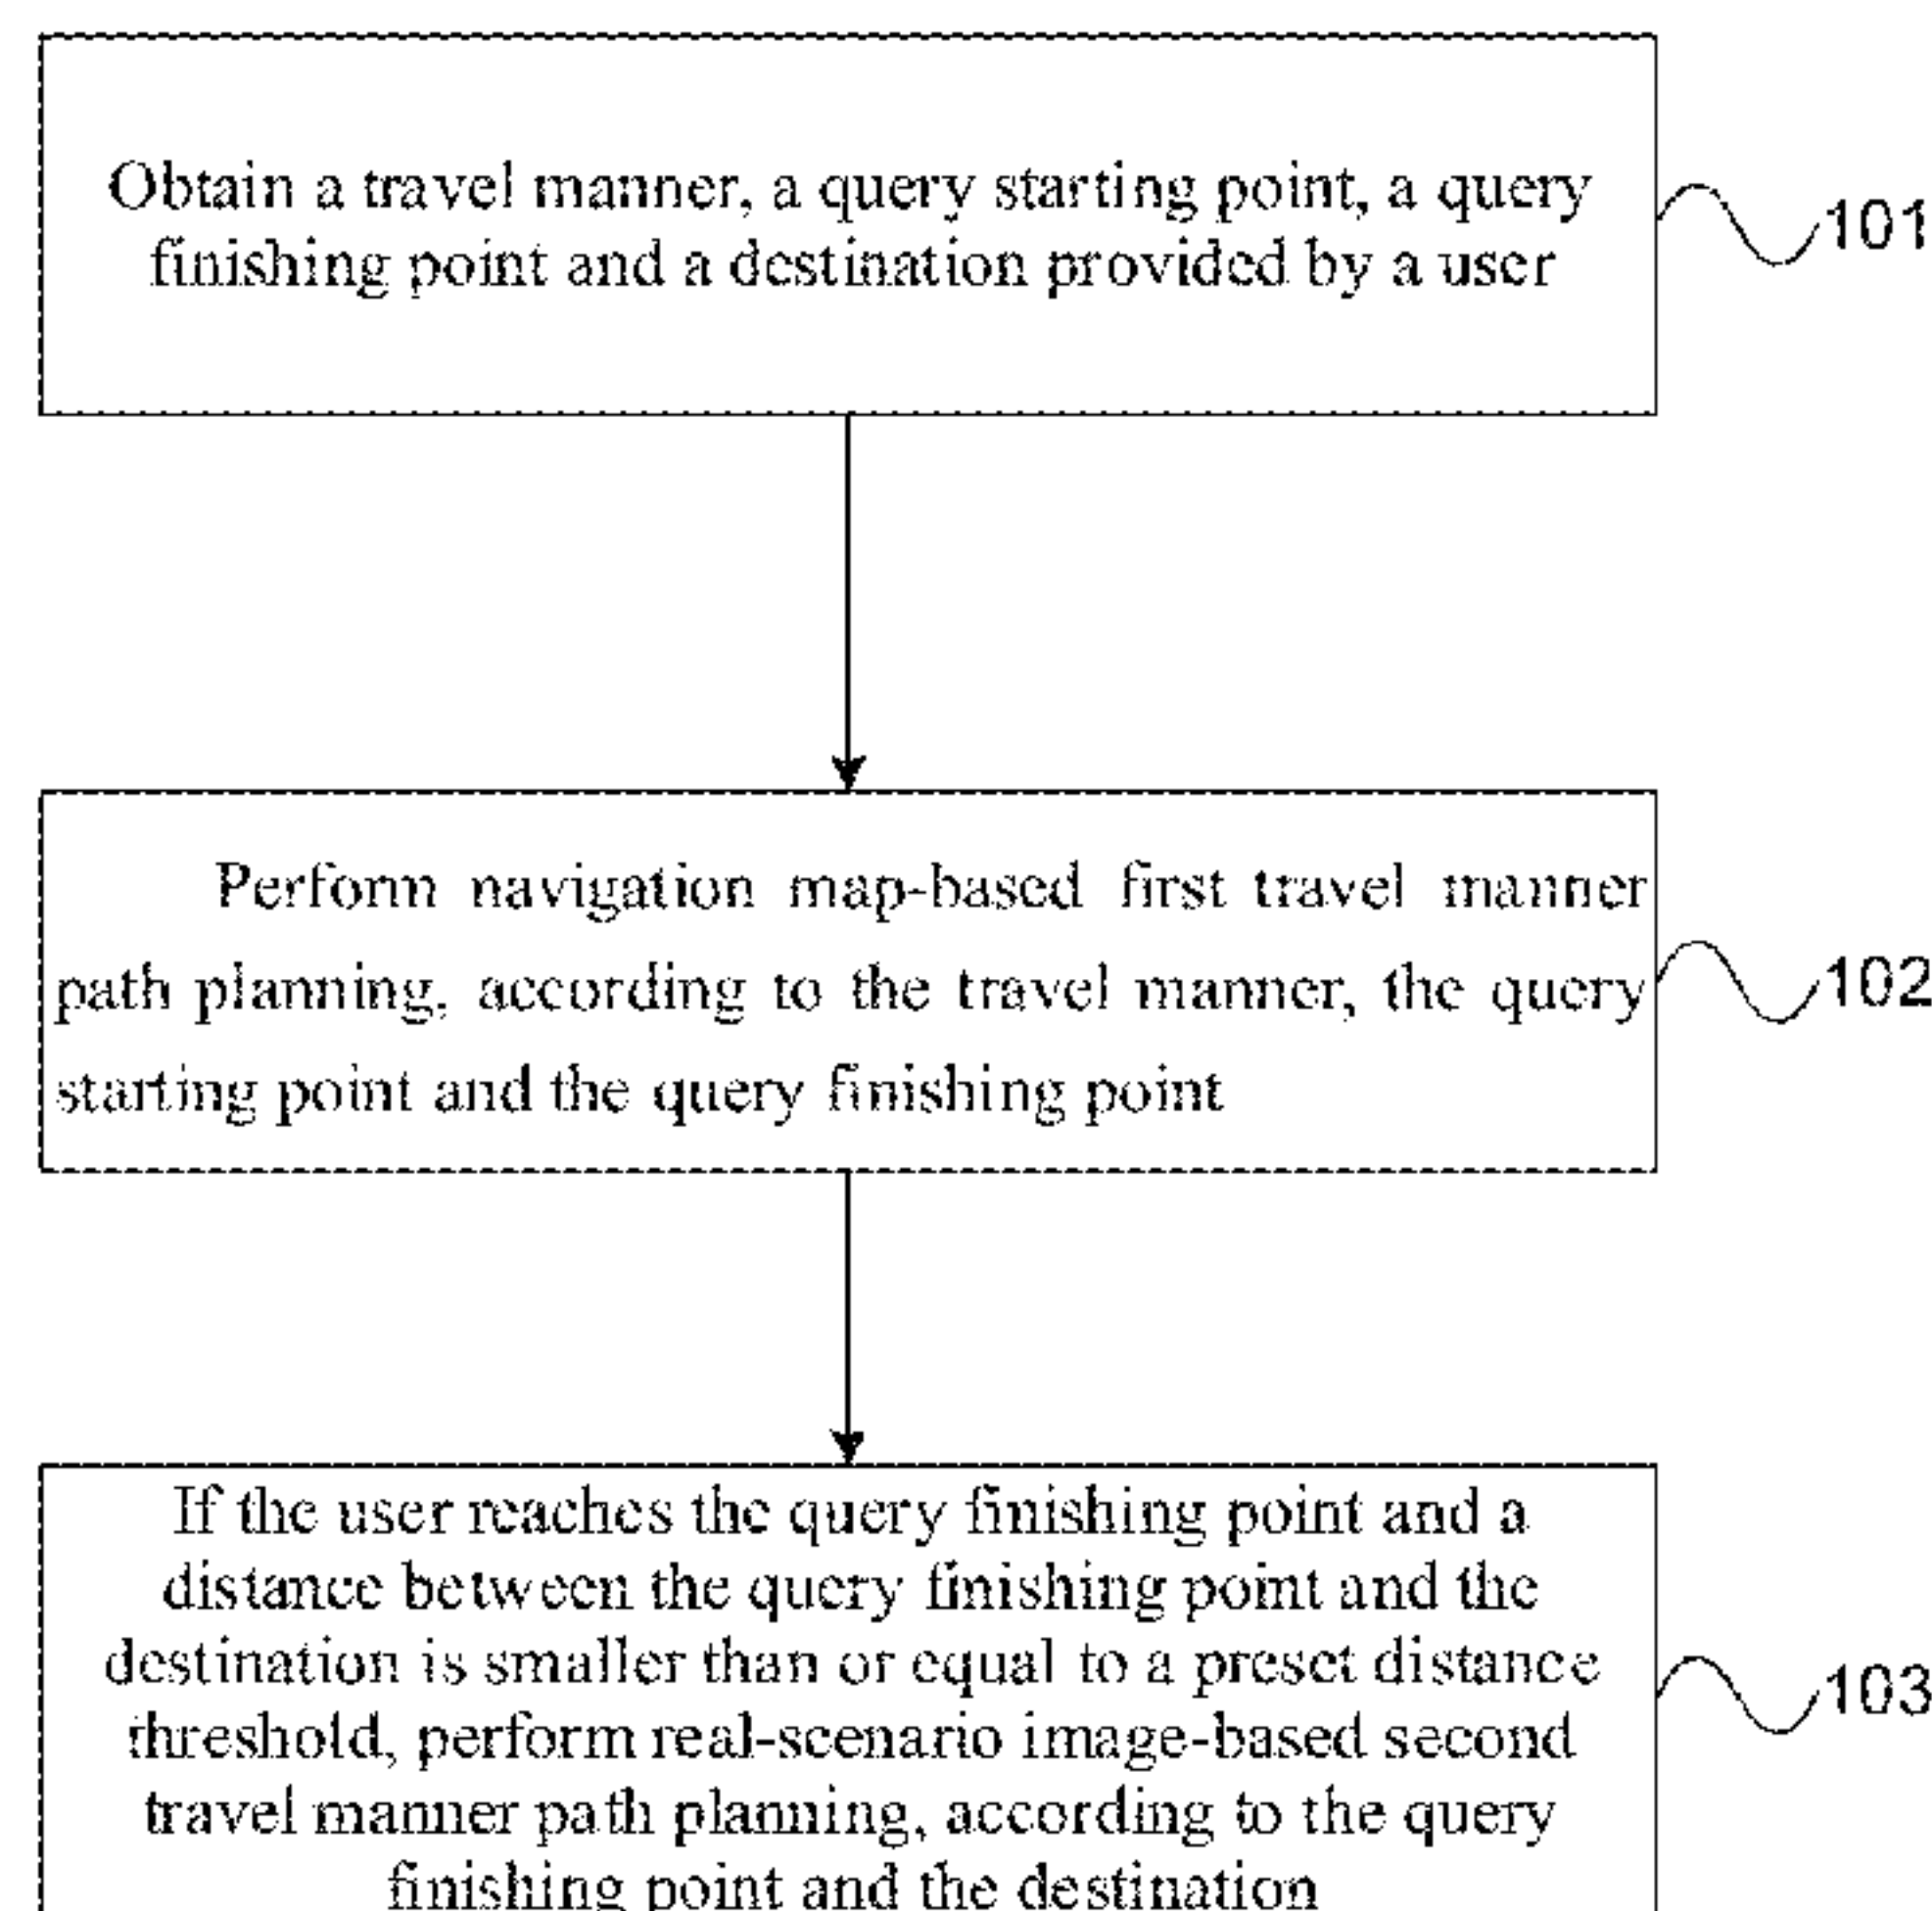 Obtain a travel manner, a query starting point, a query
finishing point and a destination provided by a user
101
Perform navigation map-based first travel manner
path planning, according to the travel manner, the query
starting point and the query finishing point
102
If the user reaches the query finishing point and a
distance between the query finishing point and the
destination is smaller than or equal to a preset distance
threshold, perform real-scenario image-based second
travel manner path planning, according to the query
finishing point and the destination
103